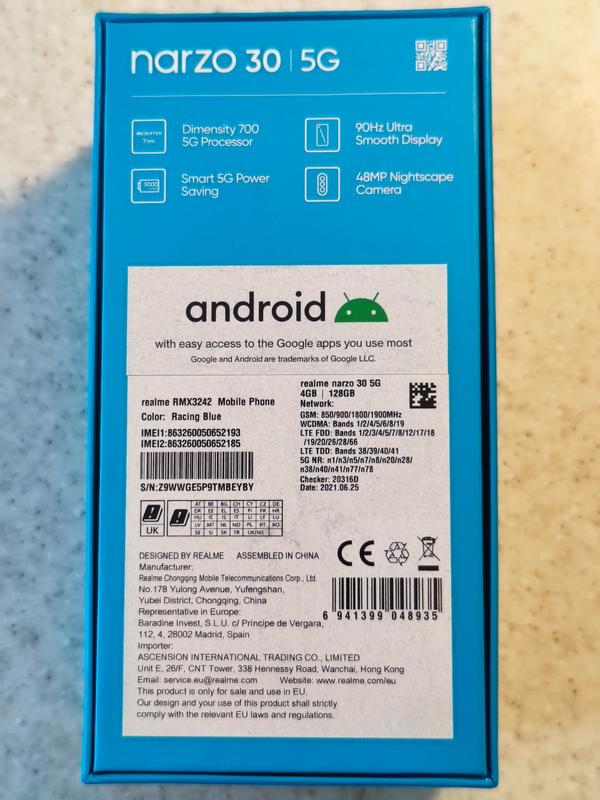 narzo 30 | 5G
MEDIATEK
7nm
Dimensity 700
5G Processor
90Hz Ultra
Smooth Display
5000
Smart 5G Power
Saving
48MP Nightscape
Camera
android
with easy access to the Google apps you use most
Google and Android are trademarks of Google LLC.
realme RMX3242 Mobile Phone
Color: Racing Blue
IMEI1:863260050652193
IMEI2:863260050652185
S/N:Z9WWGE5P9TMBEYBY
realme narzo 30 5G
4GB | 128GB
Network:
GSM: 850/900/1800/1900MHz
WCDMA: Bands 1/2/4/5/6/8/19
LTE FDD: Bands 1/2/3/4/5/7/8/12/17/18
/19/20/26/28/66
LTE TDD: Bands 38/39/40/41
5G NR: n1/n3/n5/n7/n8/n20/n28/
n38/n40/n41/n77/n78
Checker: 20316D
Date: 2021.06.25
UK
AT BE BG CH CY CZ DE
DK EE EL ES FI FR HR
HU IE IS IT LI LT LU
LV MT NL NO PL PT RO
SE SI SK TR UK(NI)
DESIGNED BY REALME ASSEMBLED IN CHINA
Manufacturer:
Realme Chongqing Mobile Telecommunications Corp., Ltd.
No.178 Yulong Avenue, Yufengshan,
Yubei District, Chongqing, China
Representative in Europe:
Baradine Invest, S.L.U. c/ Príncipe de Vergara,
112, 4, 28002 Madrid, Spain
CE
6 941399 048935
Importer:
ASCENSION INTERNATIONAL TRADING CO., LIMITED
Unit E, 26/F, CNT Tower, 338 Hennessy Road, Wanchai, Hong Kong
Email: service.eu@realme.com Website: www.realme.com/eu
This product is only for sale and use in EU.
Our design and your use of this product shall strictly
comply with the relevant EU laws and regulations.